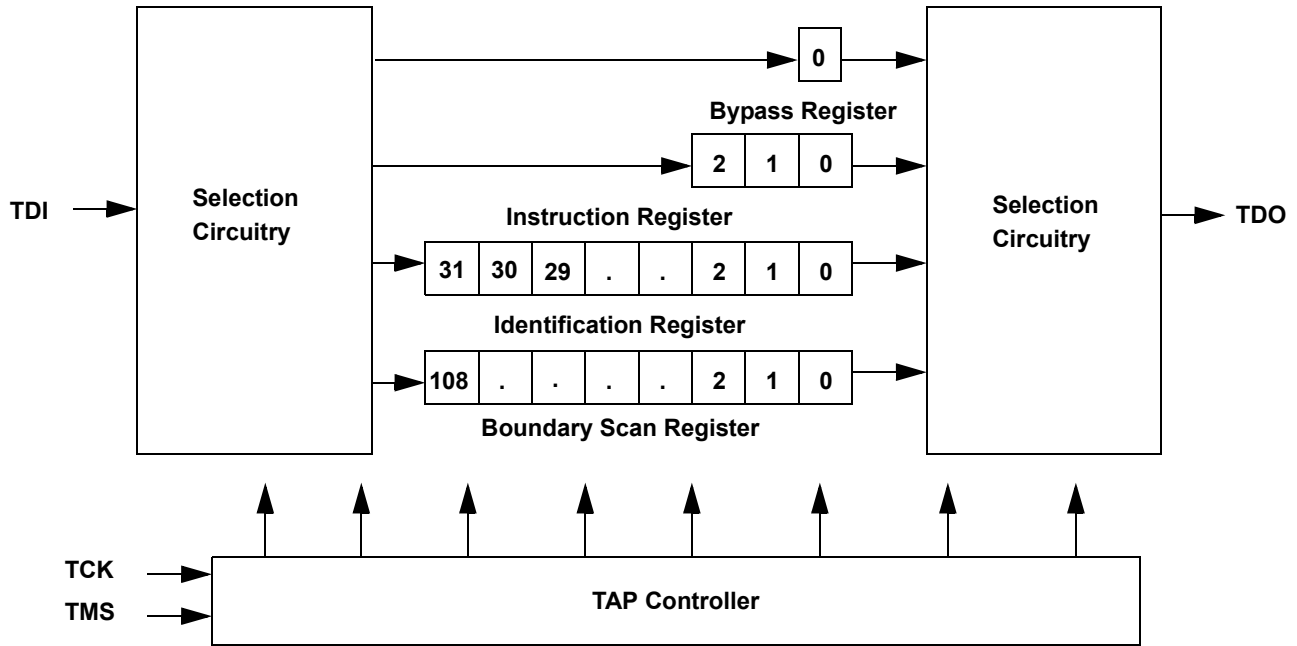 0
Bypass Register
2 1 0
TDI
Selection
Circuitry
Instruction Register
Selection
Circuitry
TDO
31 30 29 . . 2 1 0
Identification Register
108 . . . . 2 1 0
Boundary Scan Register
TCK
TMS
TAP Controller